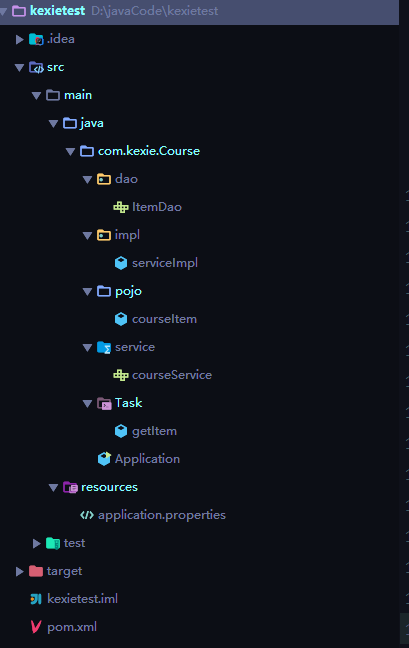 kexietest D:\javaCode\kexietest
.idea
src
main
java
com.kexie.Course
dao
ItemDao
impl
serviceImpl
pojo
courseItem
service
courseService
Task
getItem
Application
resources
application.properties
test
target
kexietest.iml
pom.xml